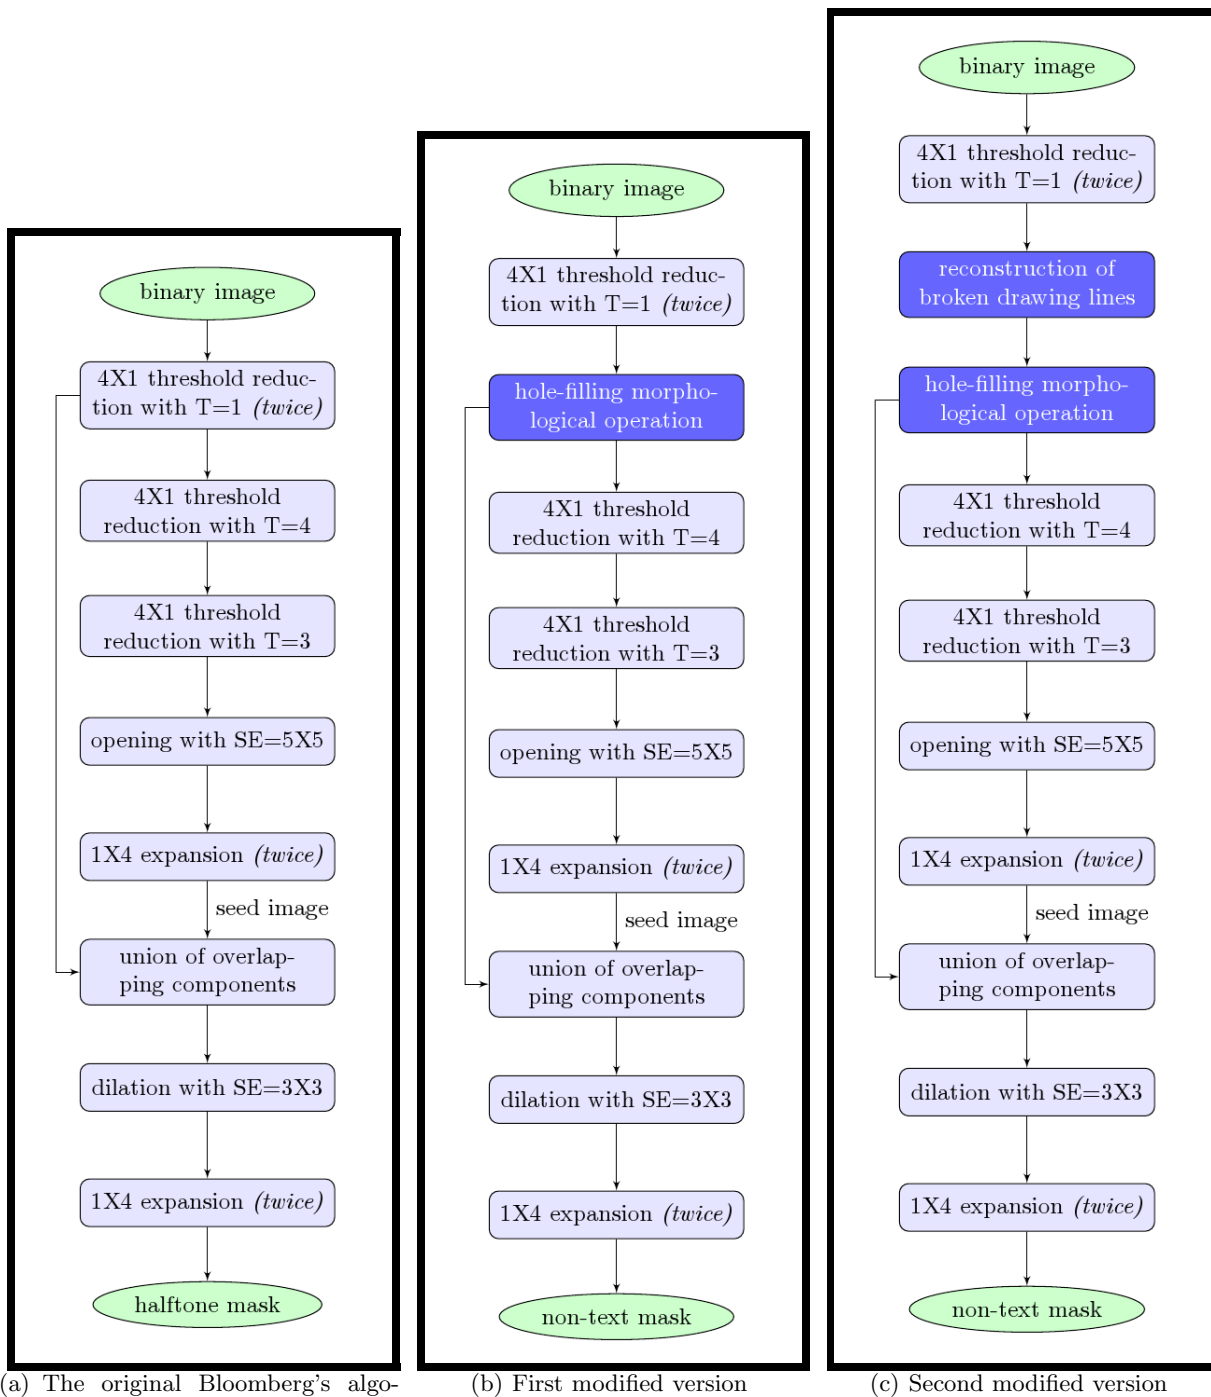 binary image
4X1 threshold reduc-
tion with T=1 (twice)
4X1 threshold
reduction with T=4
4X1 threshold
reduction with T=3
opening with SE=5X5
1X4 expansion (twice)
seed image
union of overlap-
ping components
dilation with SE=3X3
1X4 expansion (twice)
halftone mask
(a) The original Bloomberg's algo-
binary image
4X1 threshold reduc-
tion with T=1 (twice)
hole-filling morpho-
logical operation
4X1 threshold
reduction with T=4
4X1 threshold
reduction with T=3
opening with SE=5X5
1X4 expansion (twice)
seed image
union of overlap-
ping components
dilation with SE=3X3
1X4 expansion (twice)
non-text mask
(b) First modified version
binary image
4X1 threshold reduc-
tion with T=1 (twice)
reconstruction of
broken drawing lines
hole-filling morpho-
logical operation
4X1 threshold
reduction with T=4
4X1 threshold
reduction with T=3
opening with SE=5X5
1X4 expansion (twice)
seed image
union of overlap-
ping components
dilation with SE=3X3
1X4 expansion (twice)
non-text mask
(c) Second modified version